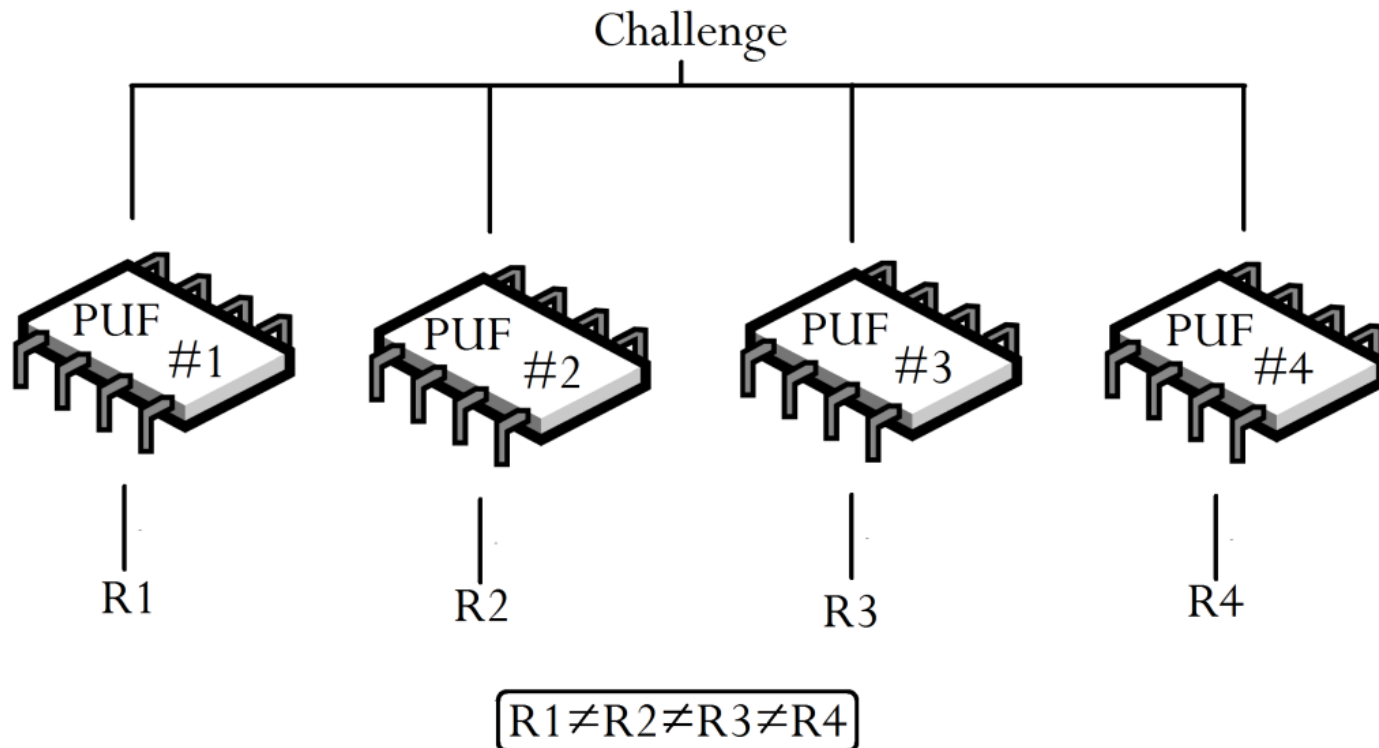 Challenge
PUF #1
PUF #2
PUF #3
PUF #4
R1
R2
R3
R4
R1≠R2≠R3≠R4